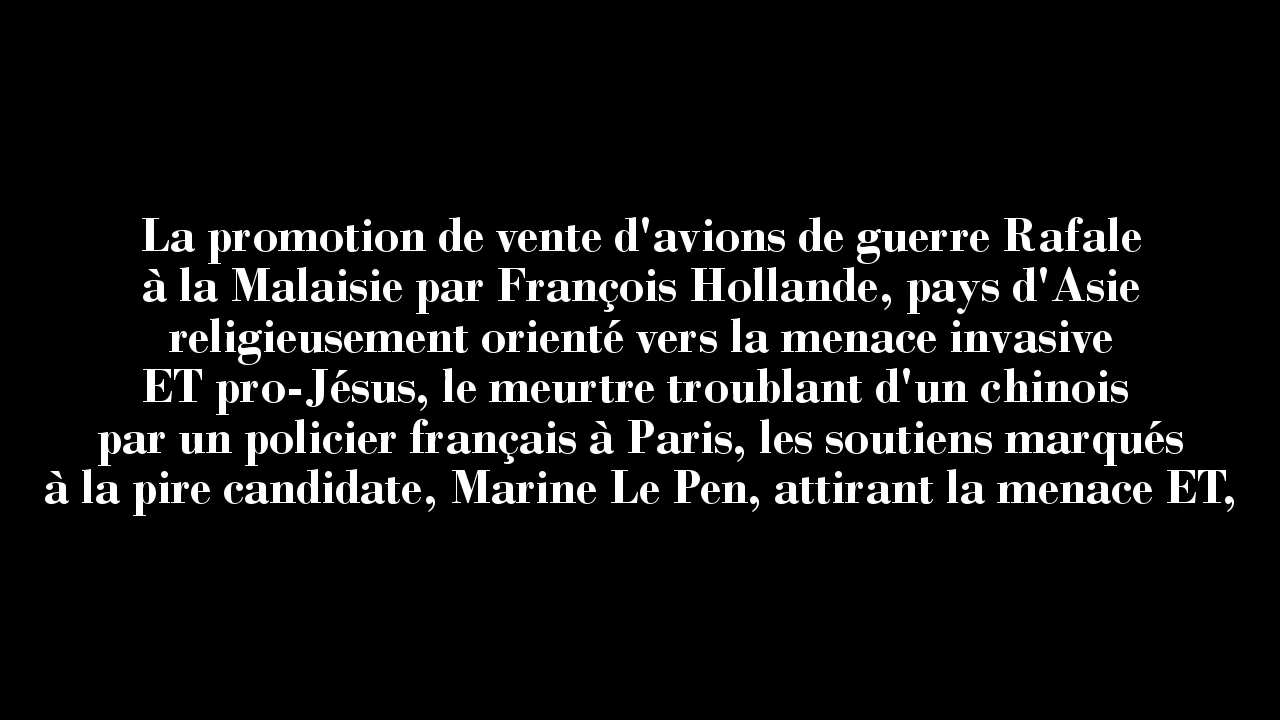 La promotion de vente d'avions de guerre Rafale
à la Malaisie par François Hollande, pays d'Asie
religieusement orienté vers la menace invasive
ET pro-Jésus, le meurtre troublant d'un chinois
par un policier français à Paris, les soutiens marqués
à la pire candidate, Marine Le Pen, attirant la menace ET,